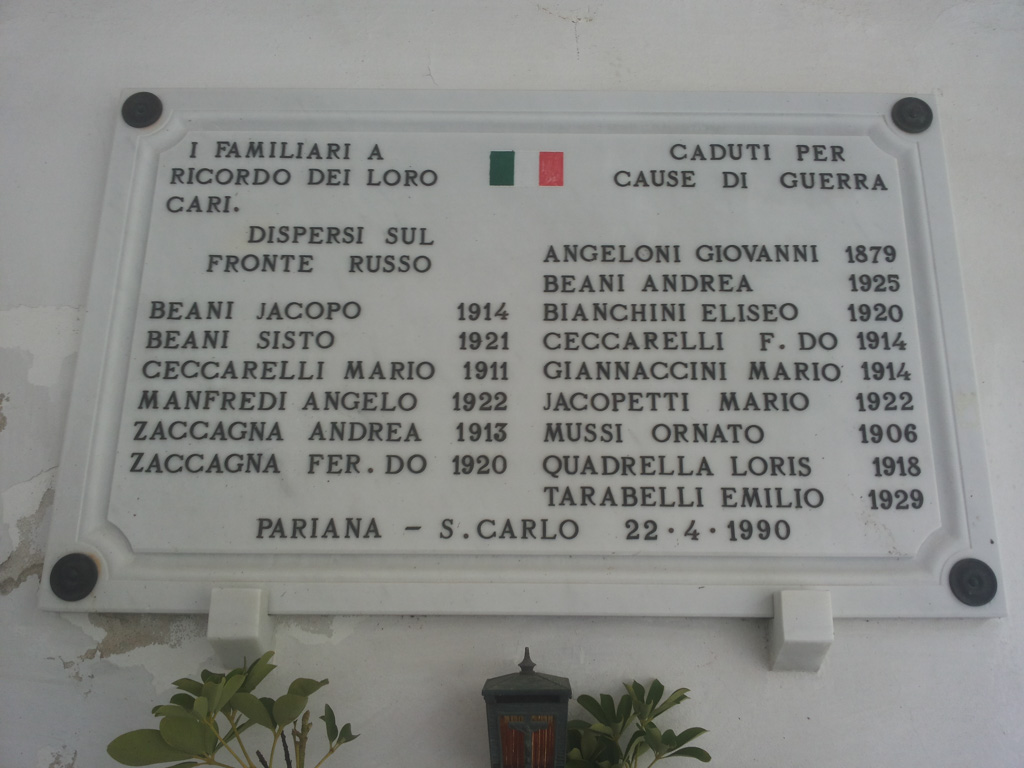 I FAMILIARI A
RICORDO DEI LORO
CARI.
DISPERSI SUL
FRONTE RUSSO
BEANI JACOPO 1914
BEANI SISTO 1921
CECCARELLI MARIO 1911
MANFREDI ANGELO 1922
ZACCAGNA ANDREA 1913
ZACCAGNA FER. DO 1920
CADUTI PER
CAUSE DI GUERRA
ANGELONI GIOVANNI 1879
BEANI ANDREA 1925
BIANCHINI ELISEO 1920
CECCARELLI F. DO 1914
GIANNACCINI MARIO 1914
JACOPETTI MARIO 1922
MUSSI ORNATO 1906
QUADRELLA LORIS 1918
TARABELLI EMILIO 1929
PARIANA - S. CARLO 22·4·1990